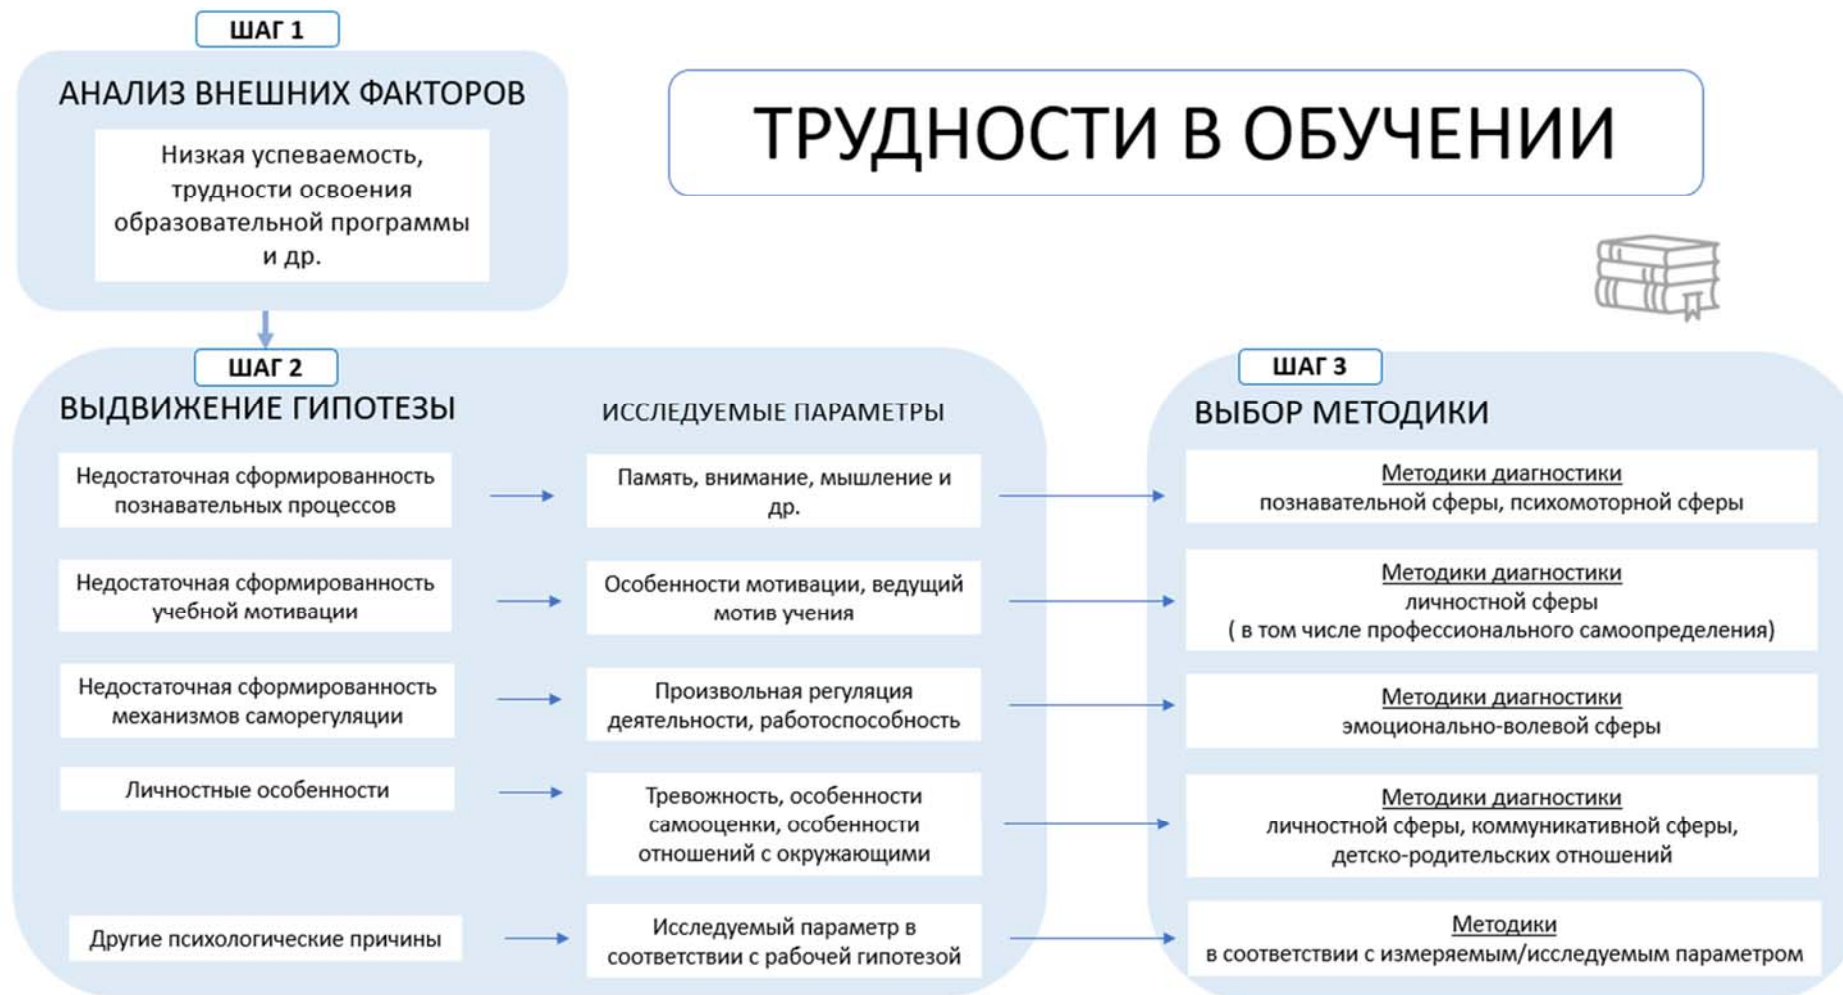 ШАГ 1
АНАЛИЗ ВНЕШНИХ ФАКТОРОВ
Низкая успеваемость,
трудности освоения
образовательной программы
и др.
ТРУДНОСТИ В ОБУЧЕНИИ
ШАГ 2
ВЫДВИЖЕНИЕ ГИПОТЕЗЫ
ИССЛЕДУЕМЫЕ ПАРАМЕТРЫ
ШАГ 3
ВЫБОР МЕТОДИКИ
Недостаточная сформированность
познавательных процессов
Память, внимание, мышление и
др.
Методики диагностики
познавательной сферы, психомоторной сферы
Недостаточная сформированность
учебной мотивации
Особенности мотивации, ведущий
мотив учения
Методики диагностики
личностной сферы
( в том числе профессионального самоопределения)
Недостаточная сформированность
механизмов саморегуляции
Произвольная регуляция
деятельности, работоспособность
Методики диагностики
эмоционально-волевой сферы
Личностные особенности
Тревожность, особенности
самооценки, особенности
отношений с окружающими
Методики диагностики
личностной сферы, коммуникативной сферы,
детско-родительских отношений
Другие психологические причины
Исследуемый параметр в
соответствии с рабочей гипотезой
Методики
в соответствии с измеряемым/исследуемым параметром